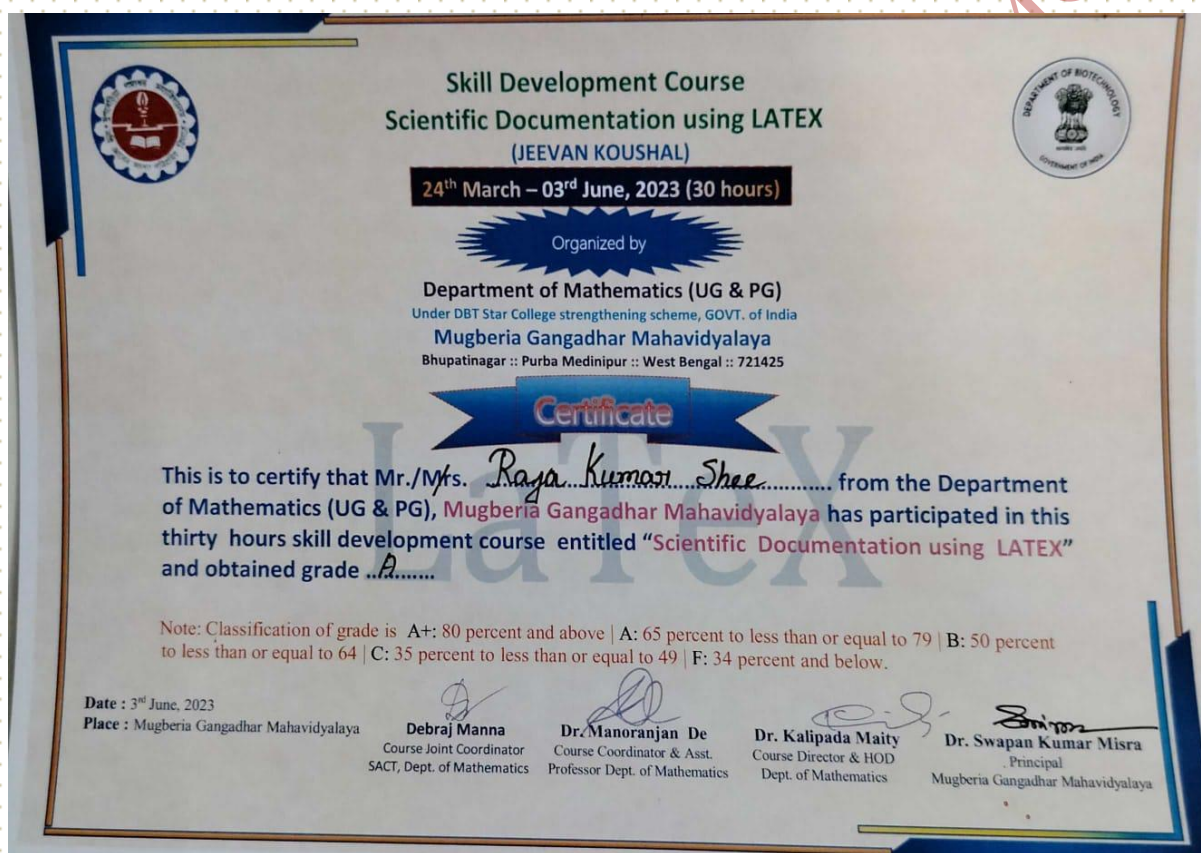 Skill Development Course
Scientific Documentation using LATEX
(JEEVAN KOUSHAL)
24th March – 03rd June, 2023 (30 hours)
Organized by
Department of Mathematics (UG & PG)
Under DBT Star College strengthening scheme, GOVT. of India
Mugberia Gangadhar Mahavidyalaya
Bhupatinagar :: Purba Medinipur :: West Bengal :: 721425
Certificate
LaTeX
This is to certify that Mr./Mrs. Raja Kumar Shee from the Department
of Mathematics (UG & PG), Mugberia Gangadhar Mahavidyalaya has participated in this
thirty hours skill development course entitled “Scientific Documentation using LATEX”
and obtained grade ..A.......
Note: Classification of grade is A+: 80 percent and above | A: 65 percent to less than or equal to 79 | B: 50 percent
to less than or equal to 64 | C: 35 percent to less than or equal to 49 | F: 34 percent and below.
Date : 3rd June, 2023
Place : Mugberia Gangadhar Mahavidyalaya
Debraj Manna
Course Joint Coordinator
SACT, Dept. of Mathematics
Dr. Manoranjan De
Course Coordinator & Asst.
Professor Dept. of Mathematics
Dr. Kalipada Maity
Course Director & HOD
Dept. of Mathematics
Dr. Swapan Kumar Misra
Principal
Mugberia Gangadhar Mahavidyalaya
DEPARTMENT OF BIOTECHNOLOGY
GOVERNMENT OF INDIA